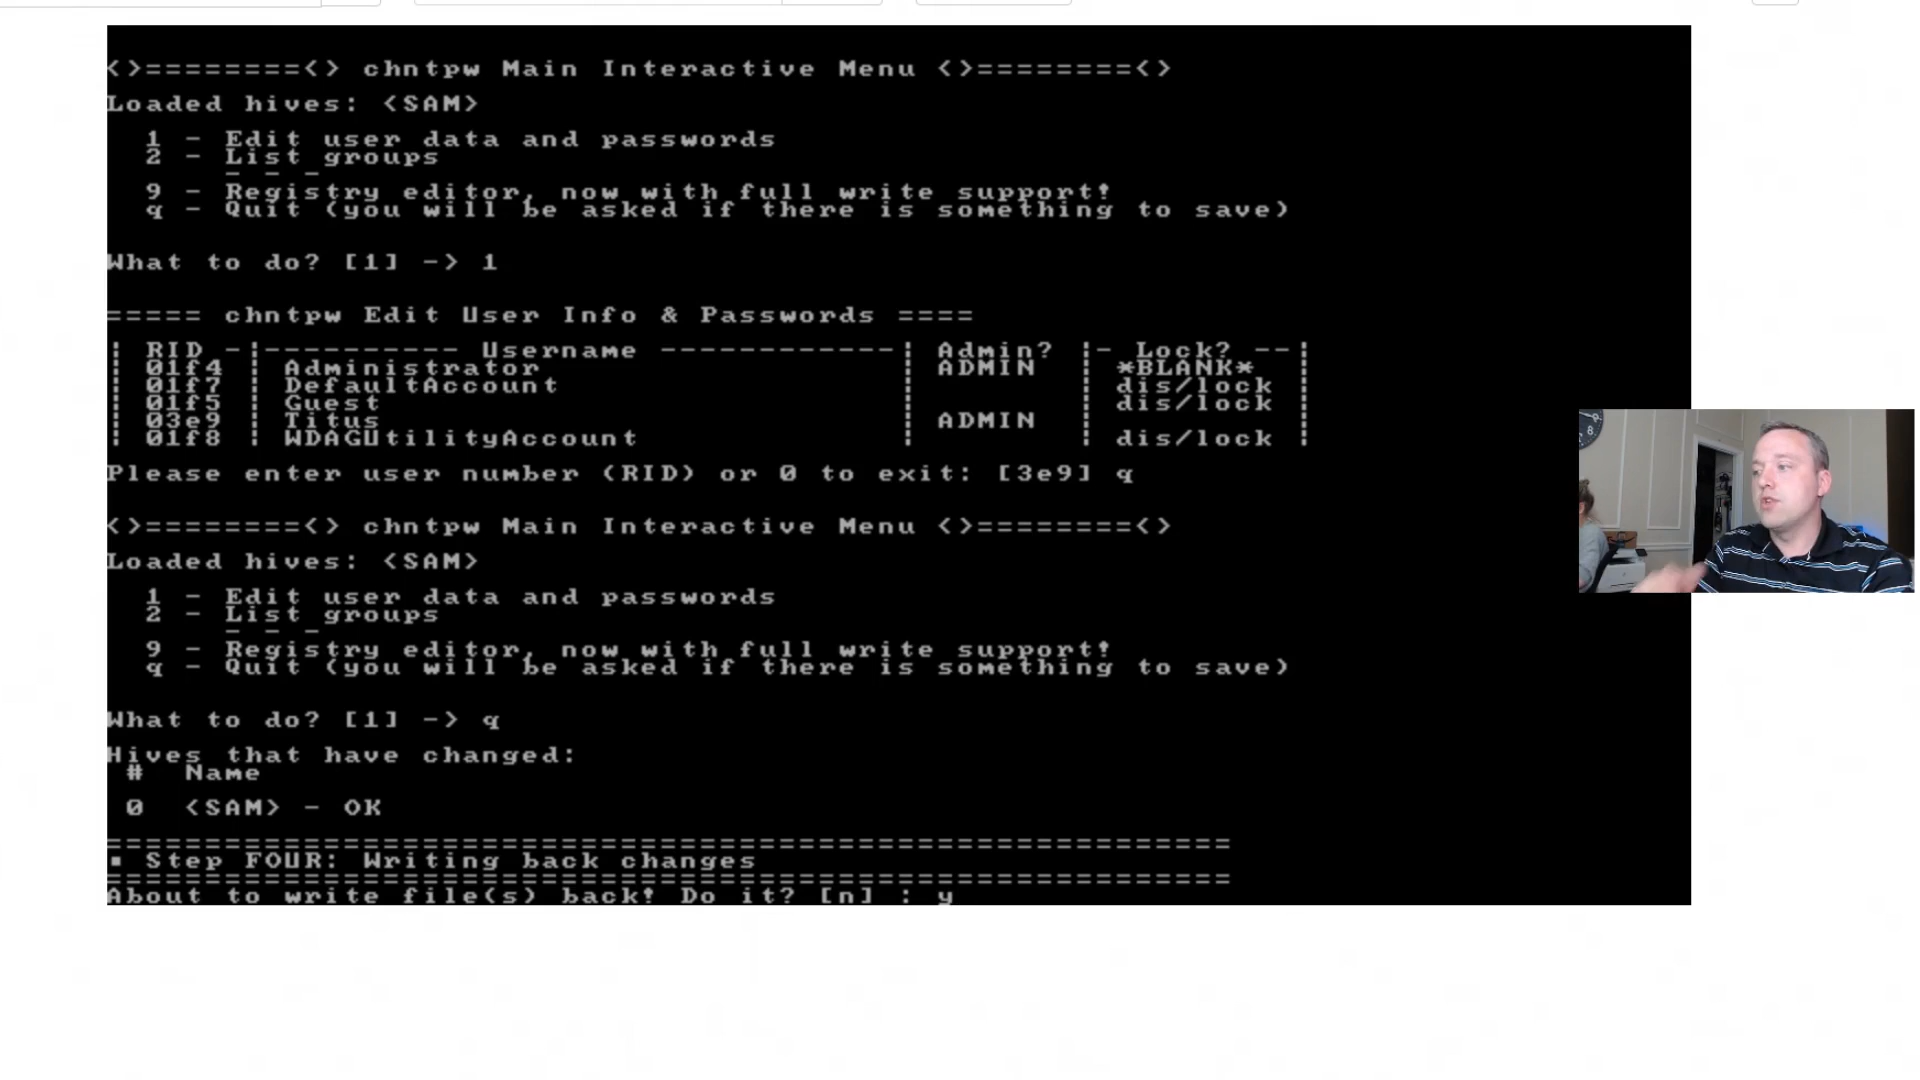 <>========<> chntpw Main Interactive Menu <>========<>
Loaded hives: <SAM>
1 - Edit user data and passwords
2 - List groups
- - -
9 - Registry editor, now with full write support!
q - Quit (you will be asked if there is something to save)
What to do? [1] -> 1
===== chntpw Edit User Info & Passwords ====
| RID -|---------- Username ------------| Admin? |- Lock? --|
| 01f4 | Administrator | ADMIN | *BLANK* |
| 01f7 | DefaultAccount | | dis/lock |
| 01f5 | Guest | | dis/lock |
| 03e9 | Titus | ADMIN | |
| 01f8 | WDAGUtilityAccount | | dis/lock |
Please enter user number (RID) or 0 to exit: [3e9] q
<>========<> chntpw Main Interactive Menu <>========<>
Loaded hives: <SAM>
1 - Edit user data and passwords
2 - List groups
- - -
9 - Registry editor, now with full write support!
q - Quit (you will be asked if there is something to save)
What to do? [1] -> q
Hives that have changed:
# Name
0 <SAM> - OK
=========================================================
▪ Step FOUR: Writing back changes
=========================================================
About to write file(s) back! Do it? [n] : y